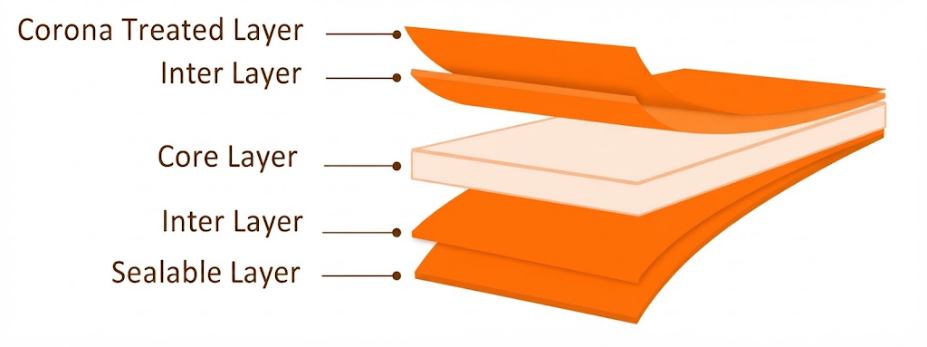 Corona Treated Layer
Inter Layer
Core Layer
Inter Layer
Sealable Layer